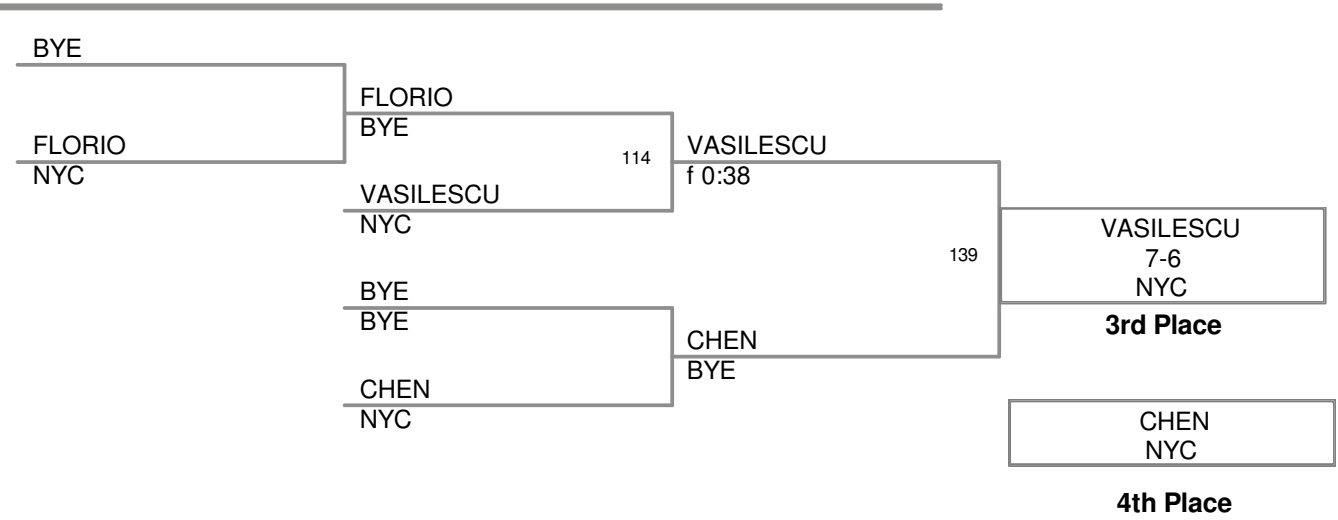 BYE
FLORIO
NYC
FLORIO
BYE
VASILESCU
NYC
114
BYE
BYE
CHEN
NYC
VASILESCU
f 0:38
CHEN
BYE
139
VASILESCU
7-6
NYC
3rd Place
CHEN
NYC
4th Place